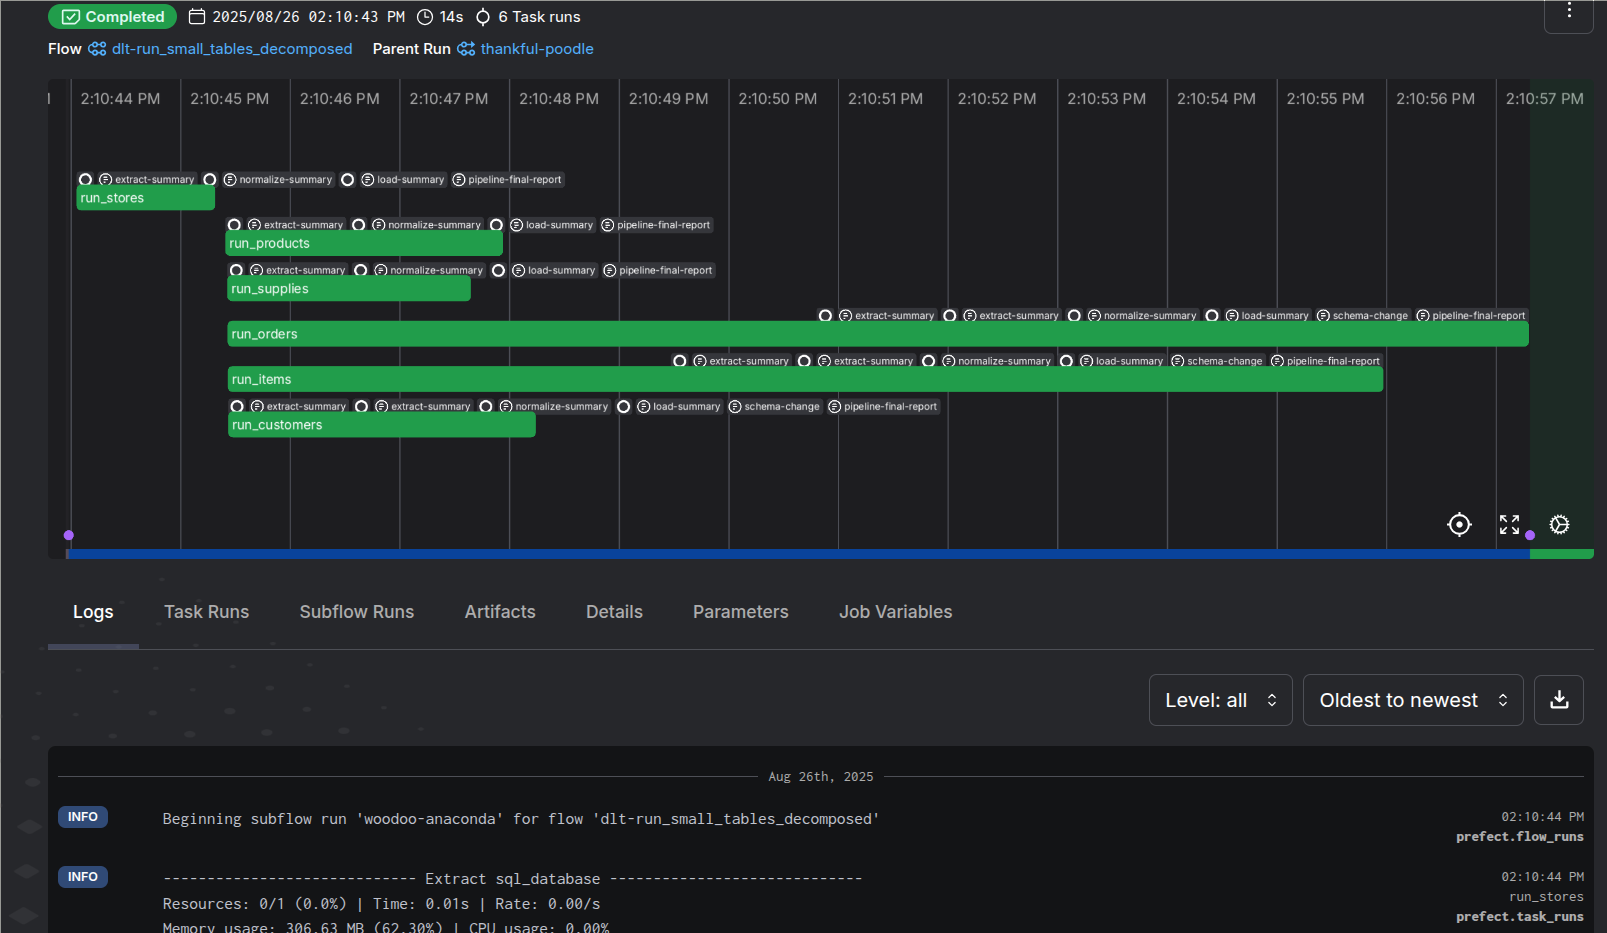 Completed 2025/08/26 02:10:43 PM 14s 6 Task runs
Flow dlt-run_small_tables_decomposed Parent Run thankful-poodle
2:10:44 PM 2:10:45 PM 2:10:46 PM 2:10:47 PM 2:10:48 PM 2:10:49 PM 2:10:50 PM 2:10:51 PM 2:10:52 PM 2:10:53 PM 2:10:54 PM 2:10:55 PM 2:10:56 PM 2:10:57 PM
extract-summary normalize-summary load-summary pipeline-final-report
run_stores
extract-summary normalize-summary load-summary pipeline-final-report
run_products
extract-summary normalize-summary load-summary pipeline-final-report
run_supplies
extract-summary extract-summary normalize-summary load-summary schema-change pipeline-final-report
run_orders
extract-summary extract-summary normalize-summary load-summary schema-change pipeline-final-report
run_items
extract-summary extract-summary normalize-summary load-summary schema-change pipeline-final-report
run_customers
Logs Task Runs Subflow Runs Artifacts Details Parameters Job Variables
Level: all Oldest to newest
Aug 26th, 2025
INFO Beginning subflow run 'woodoo-anaconda' for flow 'dlt-run_small_tables_decomposed' 02:10:44 PM
prefect.flow_runs
INFO ----------------------------- Extract sql_database ----------------------------- 02:10:44 PM
Resources: 0/1 (0.0%) | Time: 0.01s | Rate: 0.00/s run_stores
Memory usage: 306.63 MB (62.30%) | CPU usage: 0.00% prefect.task_runs